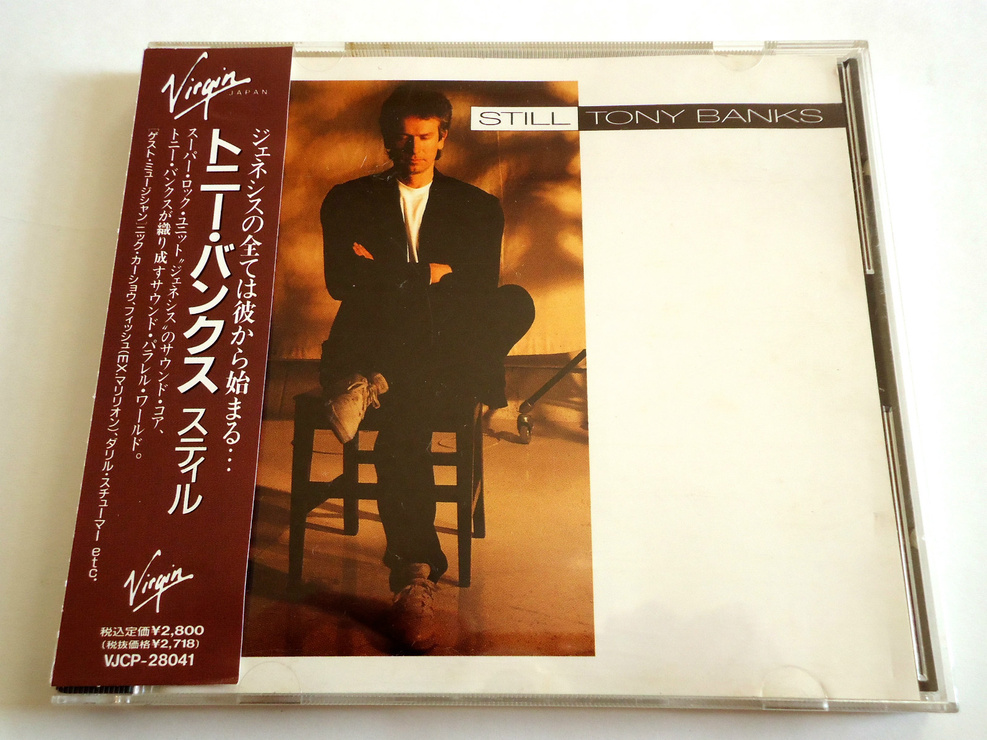 Virgin
JAPAN
ジェネシスの全ては彼から始まる…
トニー・バンクス スティル
スーパー・ロック・ユニット〝ジェネシス〟のサウンド・コア、
トニー・バンクスが織り成すサウンド・パラレル・ワールド。
[ゲスト・ミュージシャン]ニック・カーショウ、フィッシュ(EX.マリリオン)、ダリル・スチューマー etc.
Virgin
税込定価¥2,800
(税抜価格¥2,718)
VJCP-28041
STILL TONY BANKS